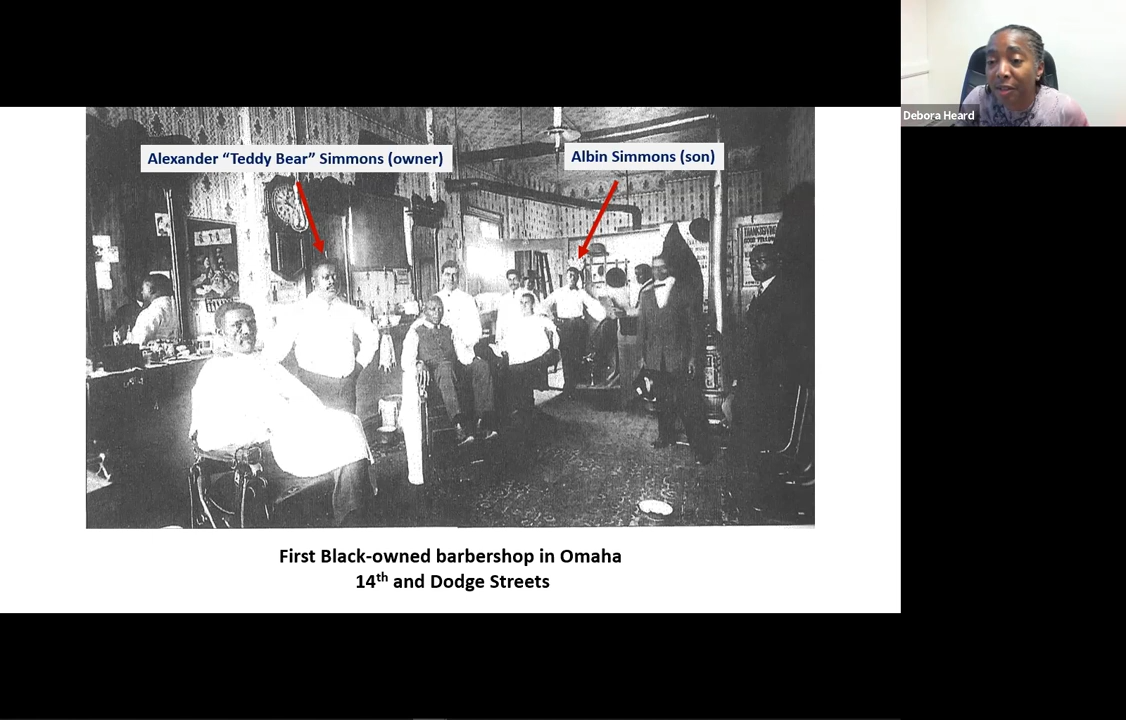 Debora Heard
Alexander “Teddy Bear” Simmons (owner)
Albin Simmons (son)
THANKSGIVING
First Black-owned barbershop in Omaha
14th and Dodge Streets